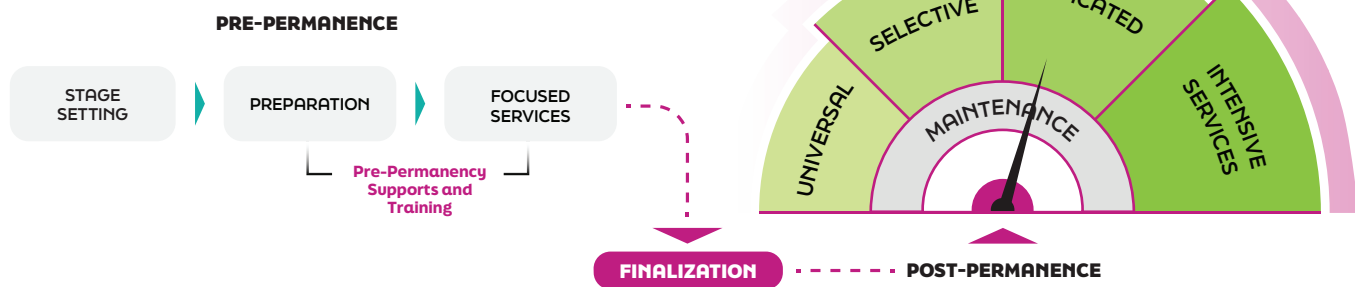 PRE-PERMANENCE
STAGE
SETTING
PREPARATION
FOCUSED
SERVICES
Pre-Permanency
Supports and
Training
FINALIZATION
POST-PERMANENCE
UNIVERSAL
SELECTIVE
INTENSIVE
SERVICES
MAINTENANCE